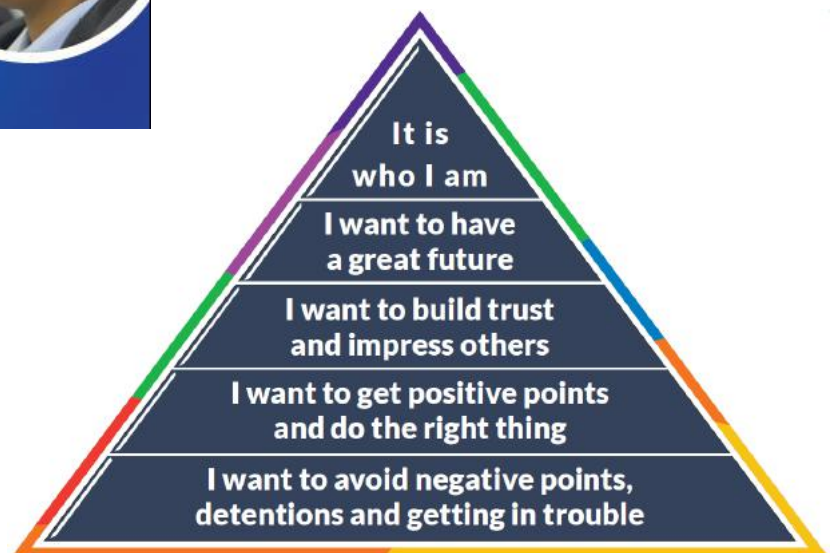 It is
who I am
I want to have
a great future
I want to build trust
and impress others
I want to get positive points
and do the right thing
I want to avoid negative points,
detentions and getting in trouble